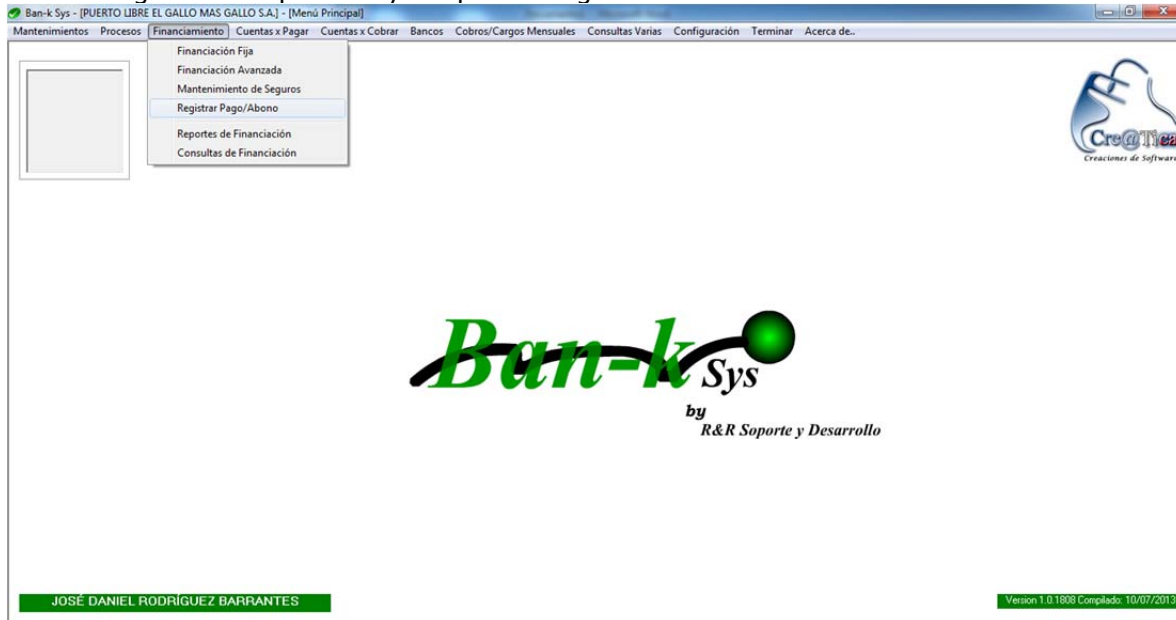 Ban-k Sys - [PUERTO LIBRE EL GALLO MAS GALLO S.A.] - [Menú Principal]
Mantenimientos Procesos Financiamiento Cuentas x Pagar Cuentas x Cobrar Bancos Cobros/Cargos Mensuales Consultas Varias Configuración Terminar Acerca de..
Financiación Fija
Financiación Avanzada
Mantenimiento de Seguros
Registrar Pago/Abono
Reportes de Financiación
Consultas de Financiación
Cre@Tica
Creaciones de Software
Ban-k Sys
by
R&R Soporte y Desarrollo
JOSÉ DANIEL RODRÍGUEZ BARRANTES
Version 1.0.1808 Compilado: 10/07/2013